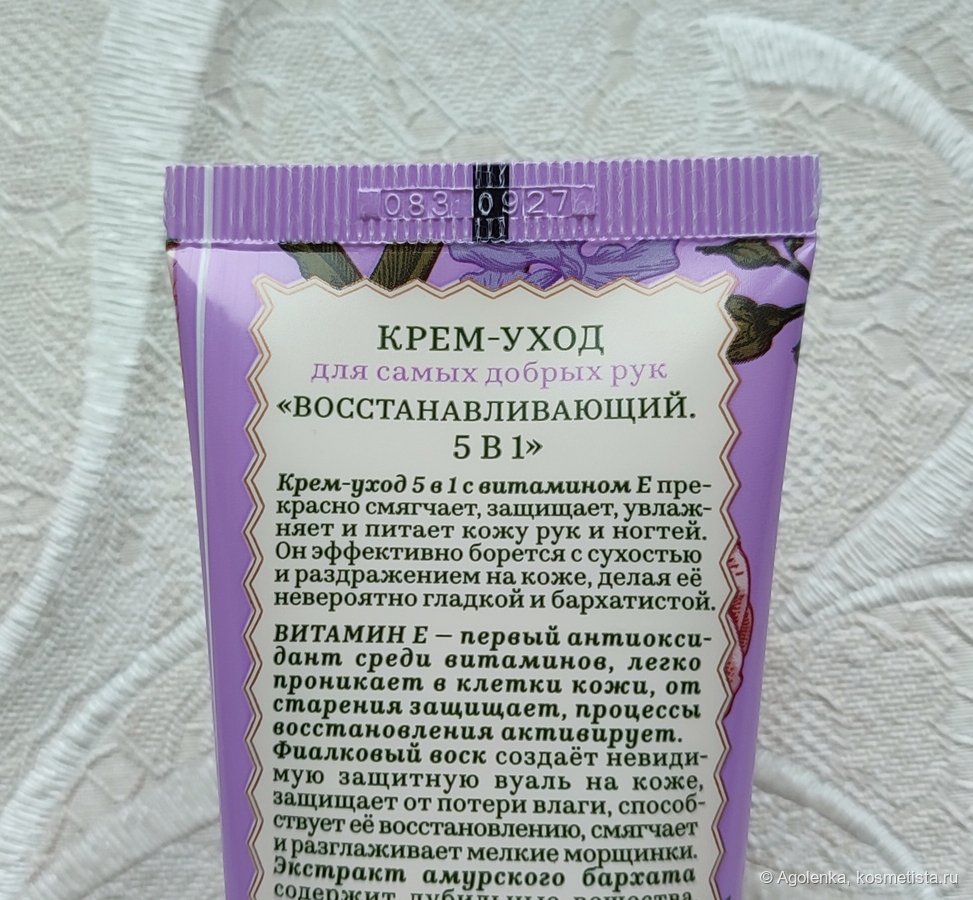 083 0927
КРЕМ-УХОД
для самых добрых рук
«ВОССТАНАВЛИВАЮЩИЙ.
5 В 1»
Крем-уход 5 в 1 с витамином Е пре-
красно смягчает, защищает, увлаж-
няет и питает кожу рук и ногтей.
Он эффективно борется с сухостью
и раздражением на коже, делая её
невероятно гладкой и бархатистой.
ВИТАМИН Е – первый антиокси-
дант среди витаминов, легко
проникает в клетки кожи, от
старения защищает, процессы
восстановления активирует.
Фиалковый воск создаёт невиди-
мую защитную вуаль на коже,
защищает от потери влаги, способ-
ствует её восстановлению, смягчает
и разглаживает мелкие морщинки.
Экстракт амурского бархата
содержит дубильные вещества
© Agolenka, kosmetista.ru